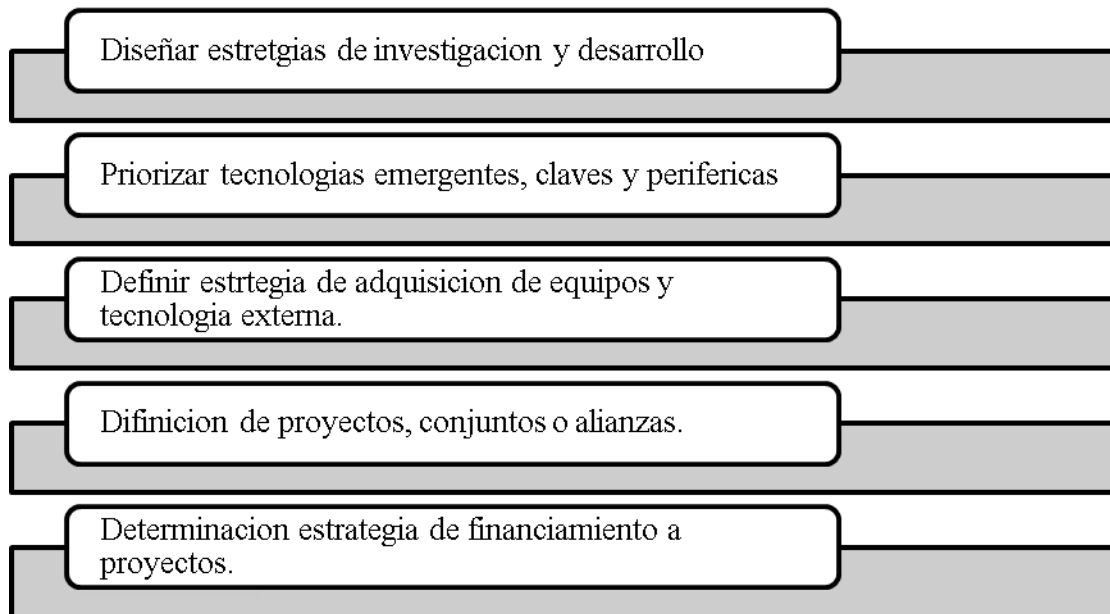 Diseñar estretgias de investigacion y desarrollo
Priorizar tecnologias emergentes, claves y perifericas
Definir estrtegia de adquisicion de equipos y
tecnologia externa.
Difinicion de proyectos, conjuntos o alianzas.
Determinacion estrategia de financiamiento a
proyectos.